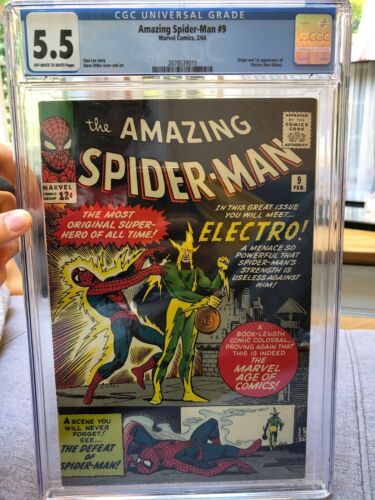 CGC UNIVERSAL GRADE
5.5
OFF-WHITE TO WHITE Pages
Amazing Spider-Man #9
Marvel Comics, 2/64
2078539015
Stan Lee story
Steve Ditko cover and art
Origin and 1st appearance of
Electro (Max Dillon).
CGC
the AMAZING
SPIDER-MAN
APPROVED
BY THE
COMICS
CODE
AUTHORITY
MARVEL
COMICS
GROUP
12¢
9
FEB.
THE MOST
ORIGINAL SUPER-
HERO OF ALL TIME!
IN THIS GREAT ISSUE
YOU WILL MEET...
ELECTRO!
A MENACE SO
POWERFUL THAT
SPIDER-MAN'S
STRENGTH IS
USELESS AGAINST
HIM!
A
BOOK-LENGTH
COMIC COLOSSAL,
PROVING AGAIN THAT
THIS IS INDEED
THE MARVEL
AGE OF
COMICS!
A SCENE YOU
WILL NEVER
FORGET!
SEE...
THE DEFEAT OF
SPIDER-MAN!